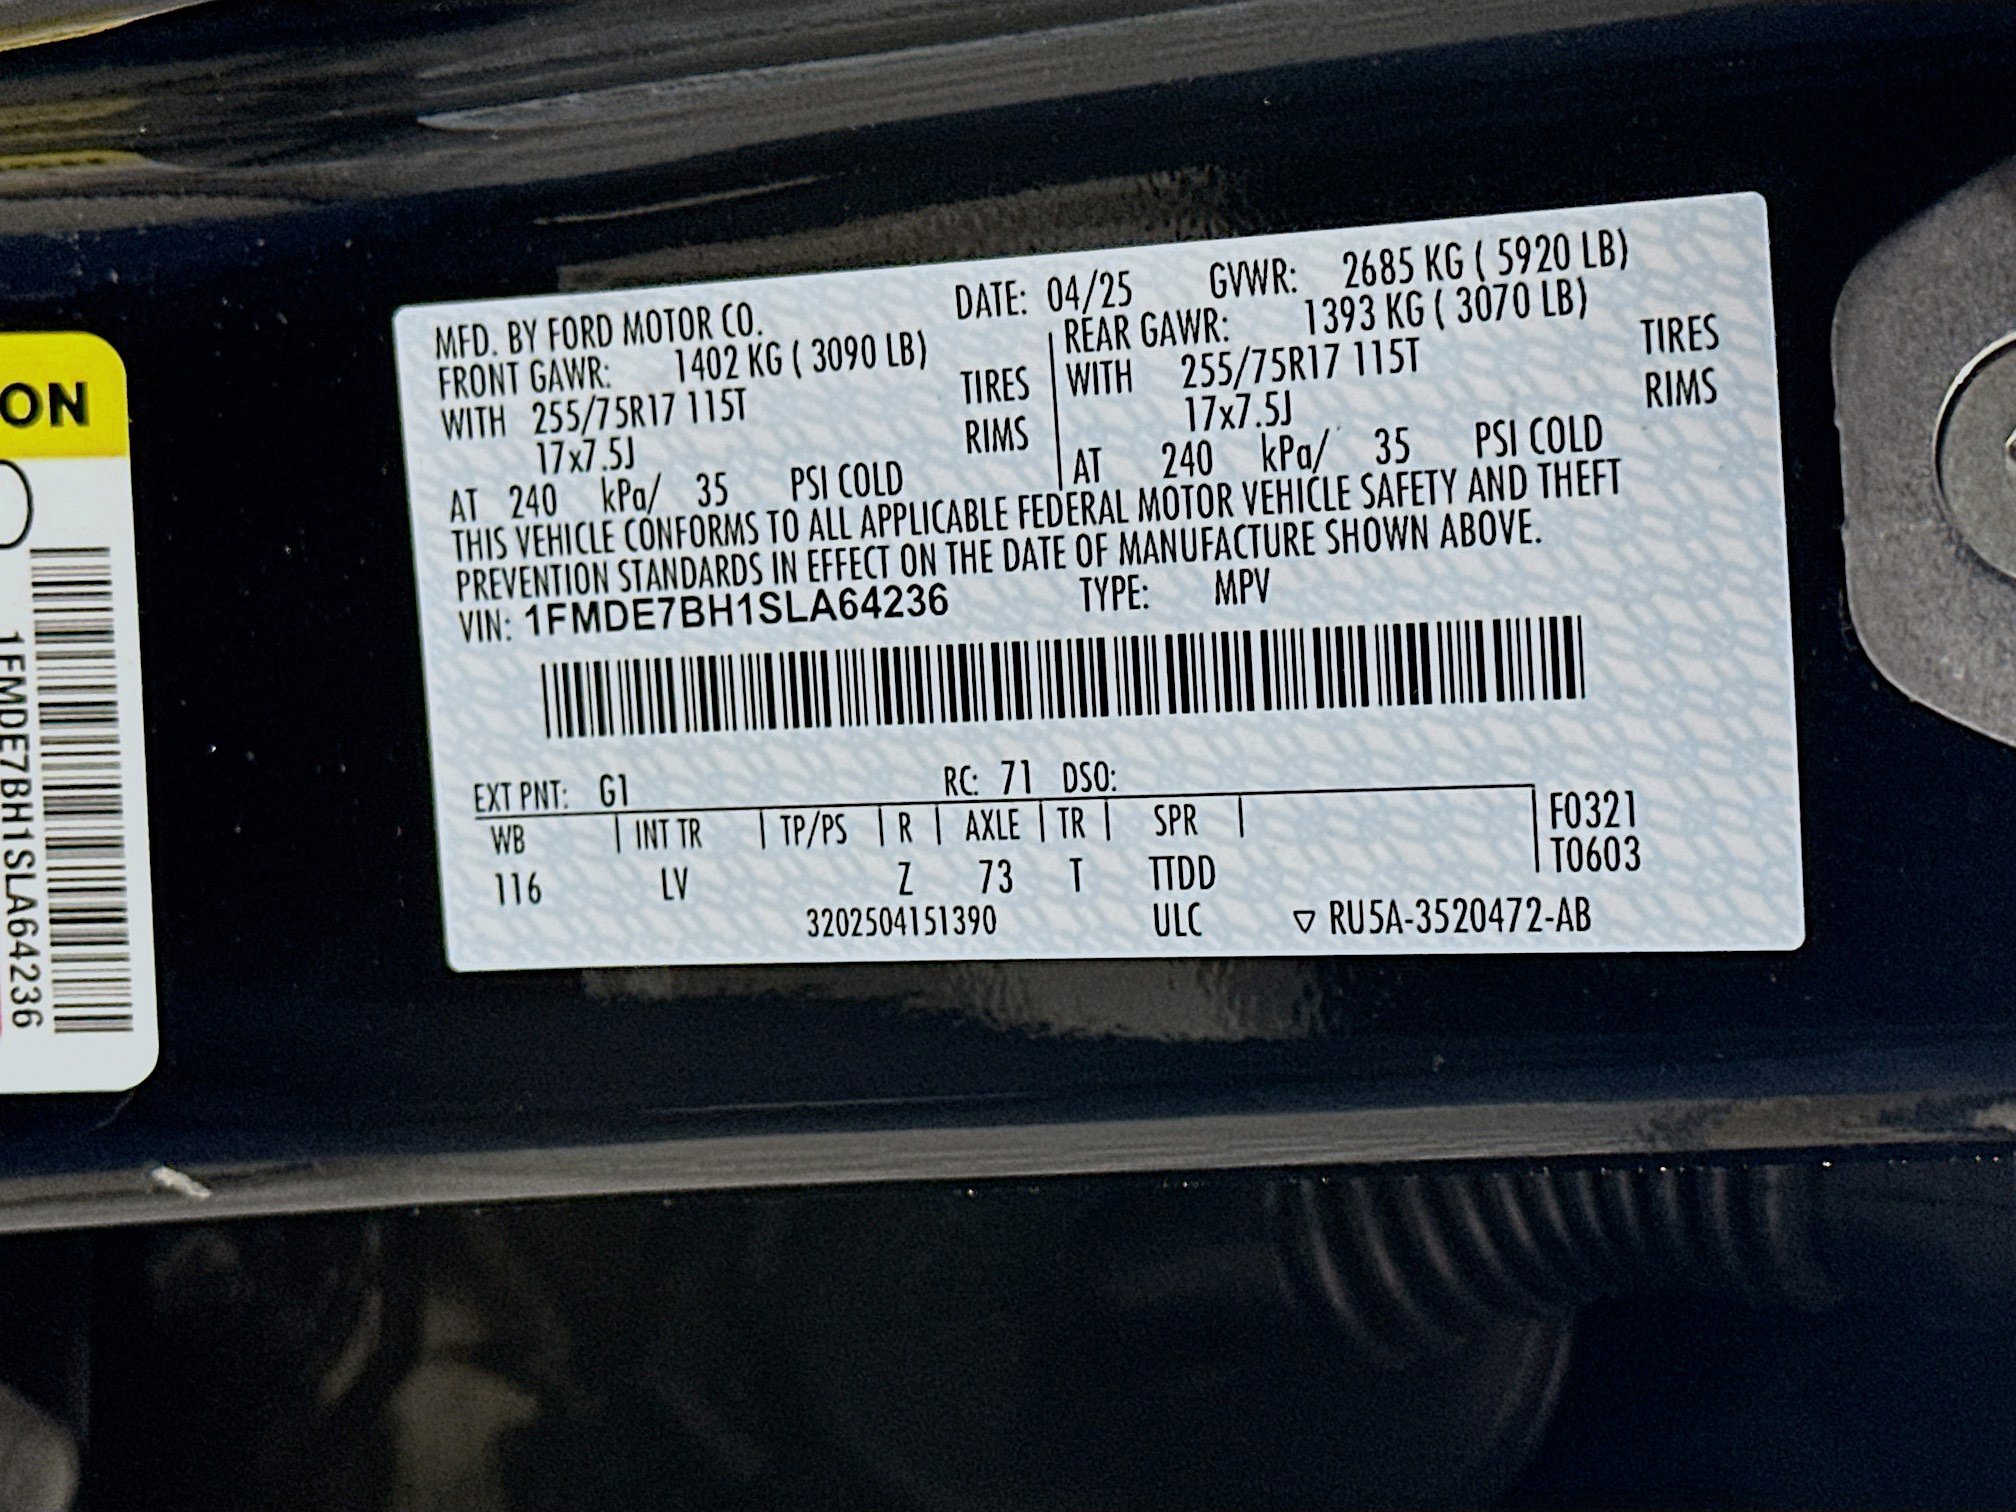 ON
1FMDE7BH1SLA64236
MFD. BY FORD MOTOR CO. DATE: 04/25 GVWR: 2685 KG ( 5920 LB)
FRONT GAWR: 1402 KG ( 3090 LB) REAR GAWR: 1393 KG ( 3070 LB)
WITH 255/75R17 115T TIRES WITH 255/75R17 115T TIRES
17x7.5J RIMS 17x7.5J RIMS
AT 240 kPa/ 35 PSI COLD AT 240 kPa/ 35 PSI COLD
THIS VEHICLE CONFORMS TO ALL APPLICABLE FEDERAL MOTOR VEHICLE SAFETY AND THEFT
PREVENTION STANDARDS IN EFFECT ON THE DATE OF MANUFACTURE SHOWN ABOVE.
VIN: 1FMDE7BH1SLA64236 TYPE: MPV
EXT PNT: G1 RC: 71 DSO:
WB | INT TR | TP/PS | R | AXLE | TR | SPR | F0321
116 LV Z 73 T TTDD T0603
3202504151390 ULC ▽ RU5A-3520472-AB